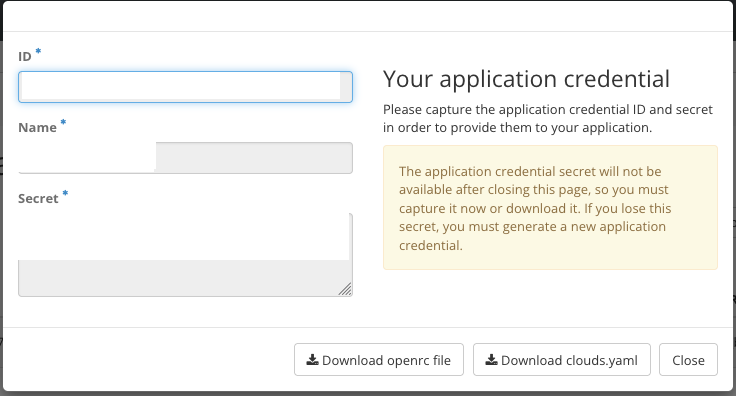 ID *
Name *
Secret *
Your application credential
Please capture the application credential ID and secret
in order to provide them to your application.
The application credential secret will not be
available after closing this page, so you must
capture it now or download it. If you lose this
secret, you must generate a new application
credential.
Download openrc file
Download clouds.yaml
Close